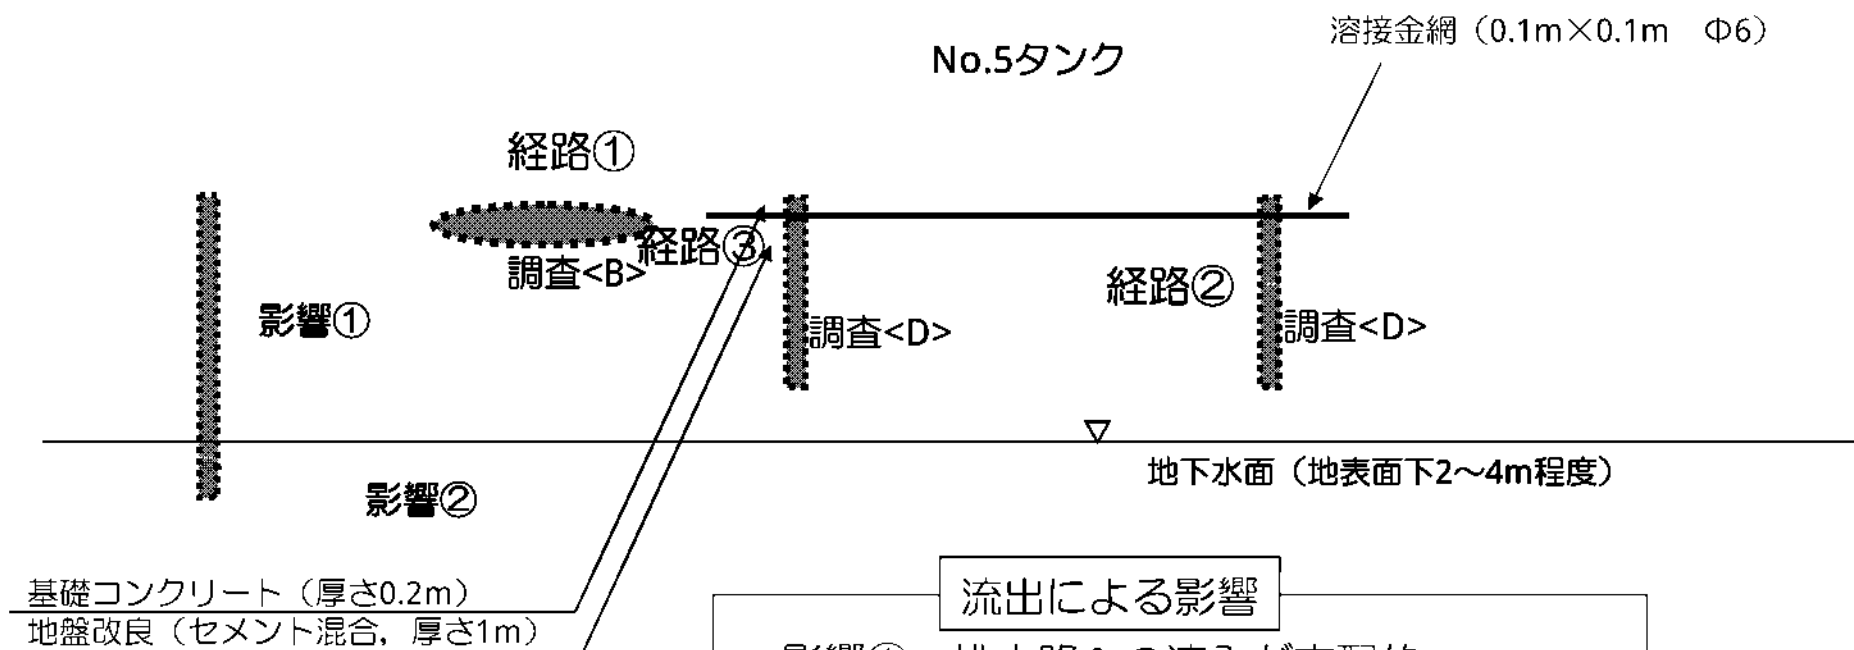 溶接金網（0.1m×0.1m　Φ6）
No.5タンク
経路①
経路③
調査<B>
経路②
影響①
調査<D>
調査<D>
地下水面（地表面下2～4m程度）
影響②
基礎コンクリート（厚さ0.2m）
地盤改良（セメント混合，厚さ1m）
流出による影響